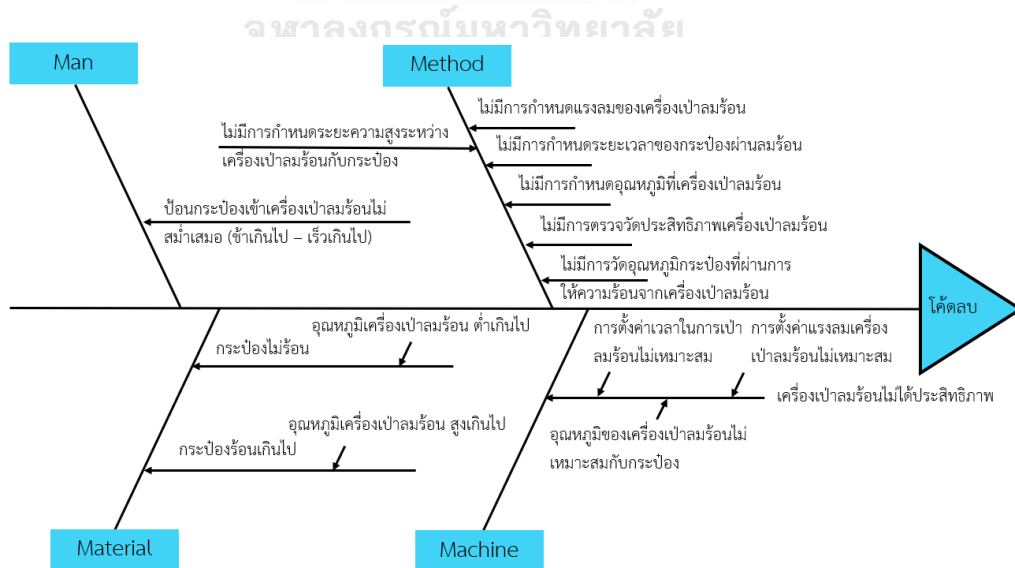 จุฬาลงกรณ์มหาวิทยาลัย
Man
Method
ไม่มีการกำหนดแรงลมของเครื่องเป่าลมร้อน
ไม่มีการกำหนดระยะความสูงระหว่าง
เครื่องเป่าลมร้อนกับกระป๋อง
ไม่มีการกำหนดระยะเวลาของกระป๋องผ่านลมร้อน
ไม่มีการกำหนดอุณหภูมิที่เครื่องเป่าลมร้อน
ป้อนกระป๋องเข้าเครื่องเป่าลมร้อนไม่
สม่ำเสมอ (ช้าเกินไป – เร็วเกินไป)
ไม่มีการตรวจวัดประสิทธิภาพเครื่องเป่าลมร้อน
ไม่มีการวัดอุณหภูมิกระป๋องที่ผ่านการ
ให้ความร้อนจากเครื่องเป่าลมร้อน
โค้ดลบ
อุณหภูมิเครื่องเป่าลมร้อน ต่ำเกินไป
กระป๋องไม่ร้อน
การตั้งค่าเวลาในการเป่า
ลมร้อนไม่เหมาะสม
การตั้งค่าแรงลมเครื่อง
เป่าลมร้อนไม่เหมาะสม
เครื่องเป่าลมร้อนไม่ได้ประสิทธิภาพ
อุณหภูมิเครื่องเป่าลมร้อน สูงเกินไป
กระป๋องร้อนเกินไป
อุณหภูมิของเครื่องเป่าลมร้อนไม่
เหมาะสมกับกระป๋อง
Material
Machine